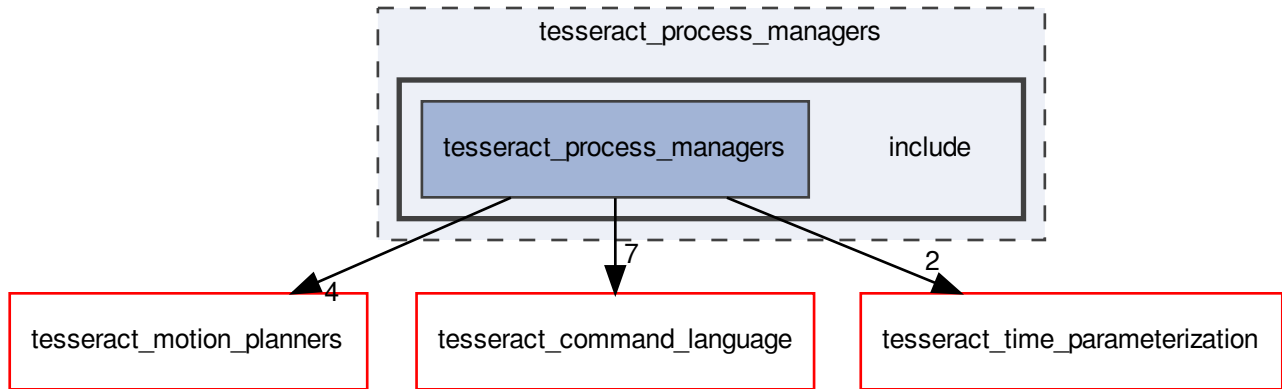 tesseract_process_managers
tesseract_process_managers
include
7
2
4
tesseract_motion_planners
tesseract_command_language
tesseract_time_parameterization